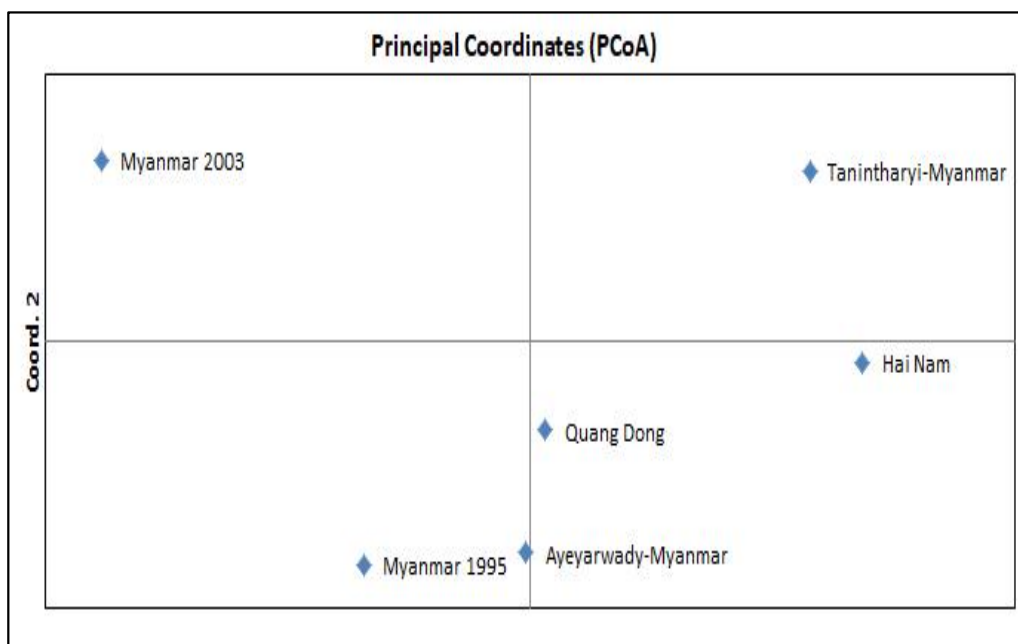 Principal Coordinates (PCoA)
Myanmar 2003
Tanintharyi-Myanmar
Coord. 2
Hai Nam
Quang Dong
Ayeyarwady-Myanmar
Myanmar 1995